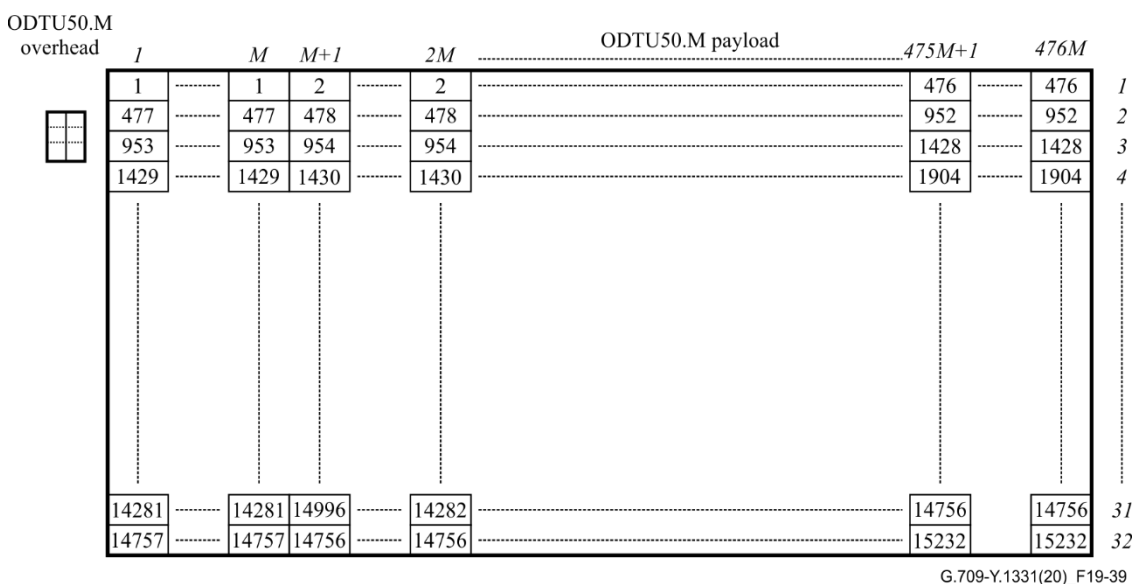 ODTU50.M
overhead
ODTU50.M payload
1 M M+1 2M 475M+1 476M
1 1 2 2 476 476 1
477 477 478 478 952 952 2
953 953 954 954 1428 1428 3
1429 1429 1430 1430 1904 1904 4
14281 14281 14996 14282 14756 14756 31
14757 14757 14756 14756 15232 15232 32
G.709-Y.1331(20) F19-39